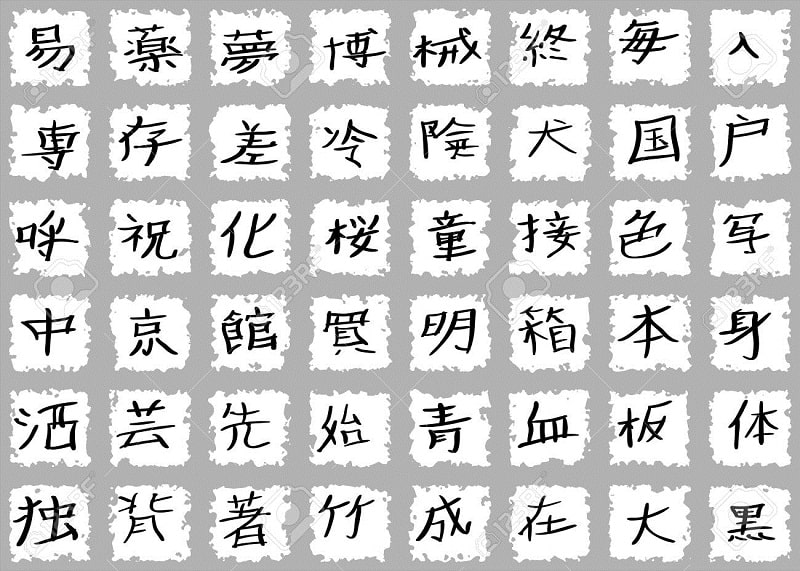 易 薬 夢 博 械 終 毎 入
専 存 差 冷 険 犬 国 戸
呼 祝 化 桜 童 接 色 写
中 京 館 買 明 箱 本 身
洒 芸 先 始 青 血 板 体
独 背 著 竹 成 在 大 黒
123RF